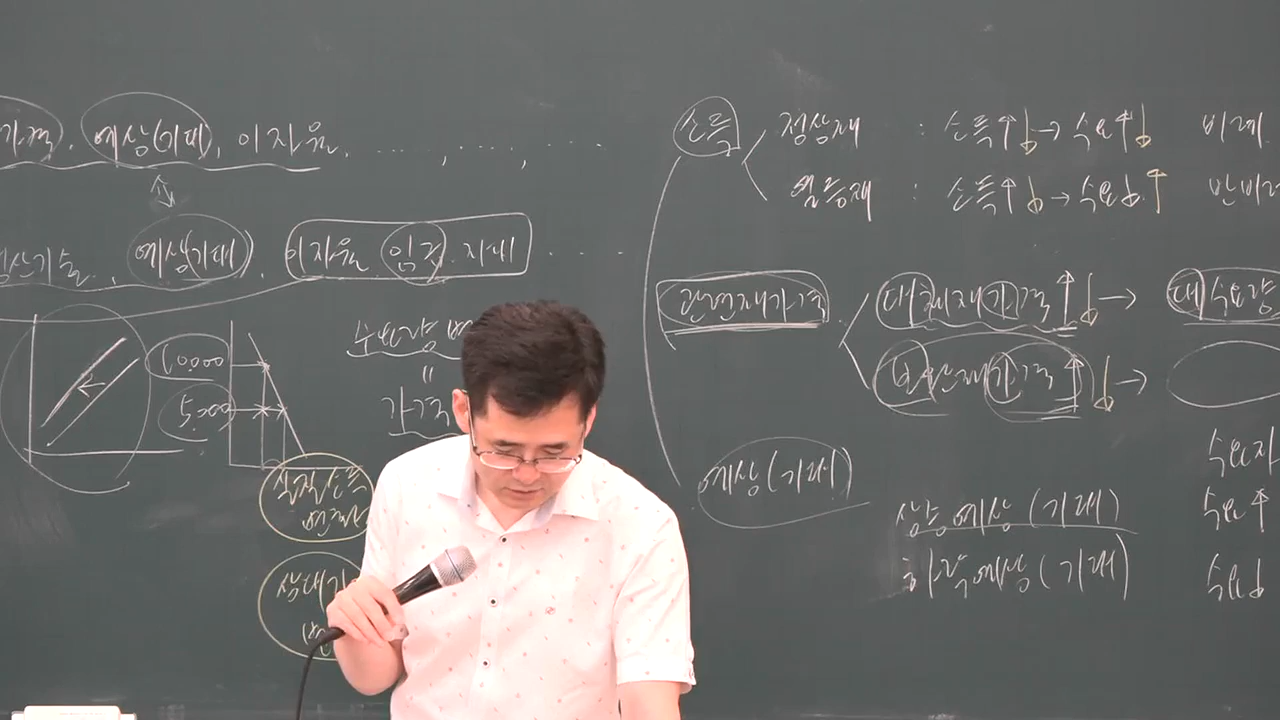 가격, 예상(기대), 이자율, ......, ......, ......
생산기술, 예상(기대), 이자율, 임금, 지대 ......
10,000
5,000
수요량
"
가격
실질소득
소득
정상재 : 소득↑↓→ 수요↑↓ 비례
열등재 : 소득↑↓→ 수요↓↑ 반비례
관련재가격
대체재가격↑↓→ 대 수요량
보완재가격↑↓→
예상(기대)
수요자
상승예상(기대) 수요↑
하락예상(기대) 수요↓